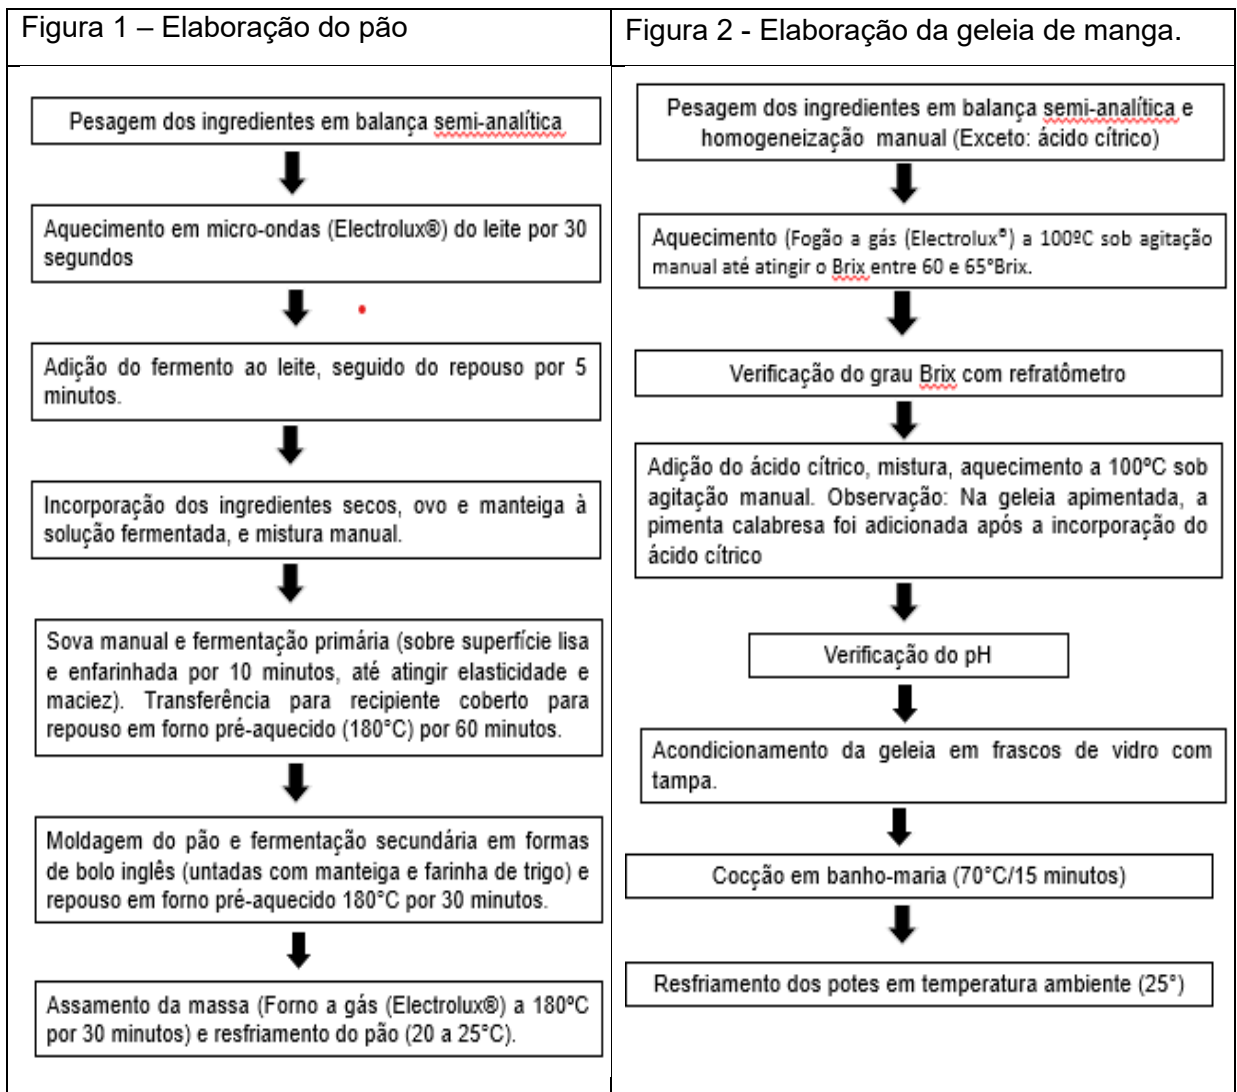 Figura 1 – Elaboração do pão
Pesagem dos ingredientes em balança semi-analítica
Aquecimento em micro-ondas (Electrolux®) do leite por 30
segundos
Adição do fermento ao leite, seguido do repouso por 5
minutos.
Incorporação dos ingredientes secos, ovo e manteiga à
solução fermentada, e mistura manual.
Sova manual e fermentação primária (sobre superfície lisa
e enfarinhada por 10 minutos, até atingir elasticidade e
maciez). Transferência para recipiente coberto para
repouso em forno pré-aquecido (180°C) por 60 minutos.
Moldagem do pão e fermentação secundária em formas
de bolo inglês (untadas com manteiga e farinha de trigo) e
repouso em forno pré-aquecido 180°C por 30 minutos.
Assamento da massa (Forno a gás (Electrolux®) a 180ºC
por 30 minutos) e resfriamento do pão (20 a 25°C).
Figura 2 - Elaboração da geleia de manga.
Pesagem dos ingredientes em balança semi-analítica e
homogeneização manual (Exceto: ácido cítrico)
Aquecimento (Fogão a gás (Electrolux®) a 100ºC sob agitação
manual até atingir o Brix entre 60 e 65°Brix.
Verificação do grau Brix com refratômetro
Adição do ácido cítrico, mistura, aquecimento a 100ºC sob
agitação manual. Observação: Na geleia apimentada, a
pimenta calabresa foi adicionada após a incorporação do
ácido cítrico
Verificação do pH
Acondicionamento da geleia em frascos de vidro com
tampa.
Cocção em banho-maria (70°C/15 minutos)
Resfriamento dos potes em temperatura ambiente (25°)